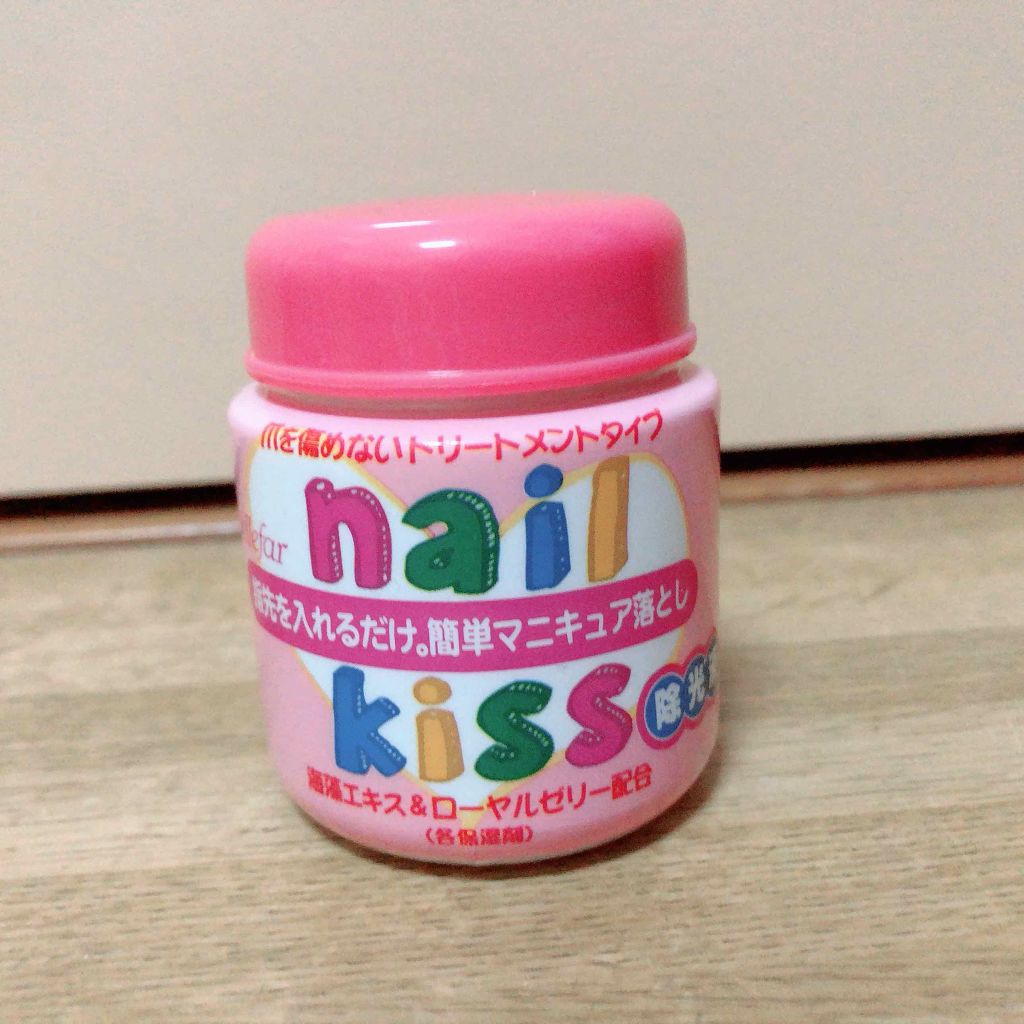 爪を傷めないトリートメントタイプ
nail
efar
指先を入れるだけ。簡単マニキュア落とし
kiss
除光
海藻エキス&ローヤルゼリー配合
(各保湿剤)